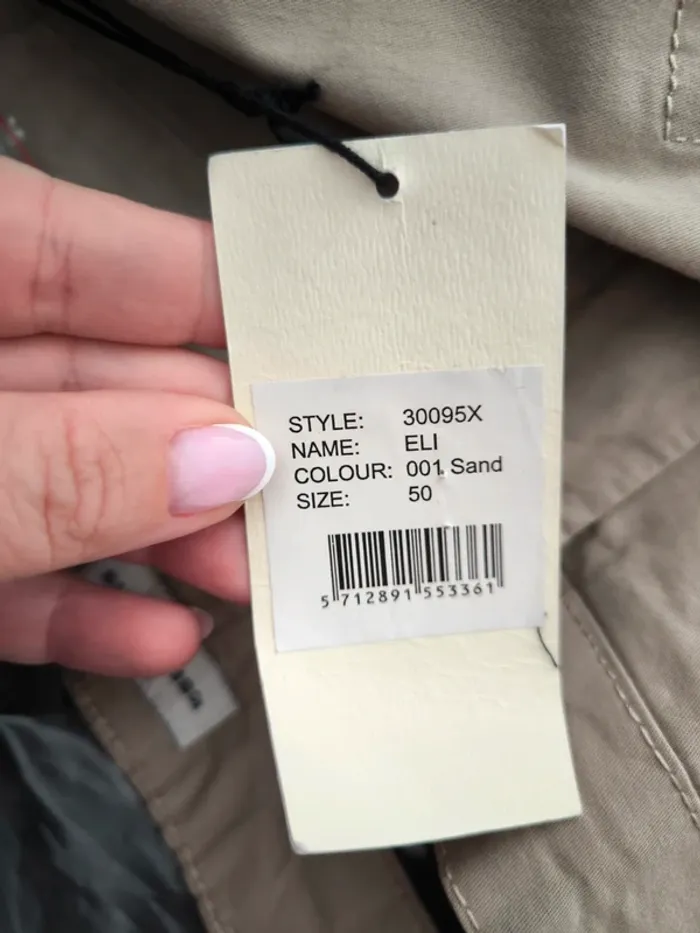 STYLE: 30095X
NAME: ELI
COLOUR: 001 Sand
SIZE: 50
5 712891 553361